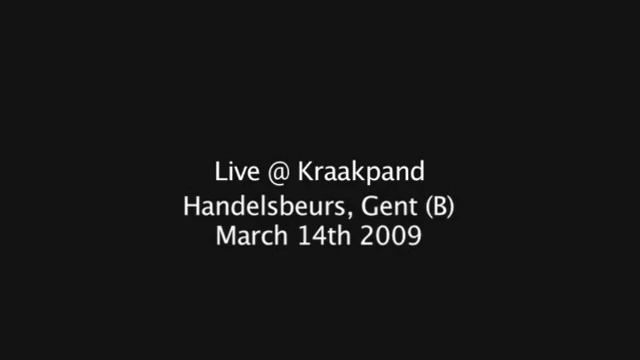 Live @ Kraakpand
Handelsbeurs, Gent (B)
March 14th 2009